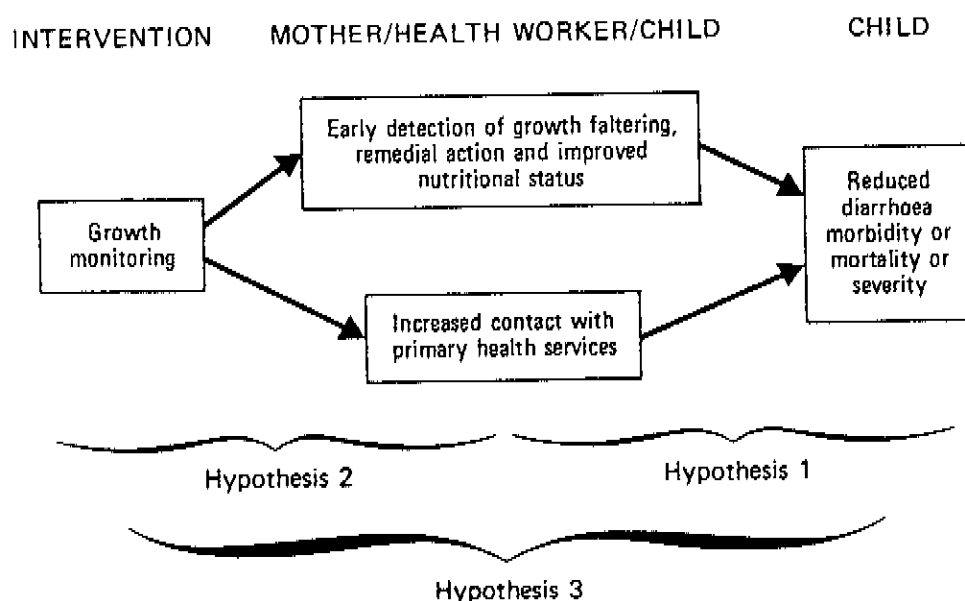 INTERVENTION MOTHER/HEALTH WORKER/CHILD CHILD
Early detection of growth faltering,
remedial action and improved
nutritional status
Growth
monitoring
Reduced
diarrhoea
morbidity or
mortality or
severity
Increased contact with
primary health services
Hypothesis 2
Hypothesis 1
Hypothesis 3